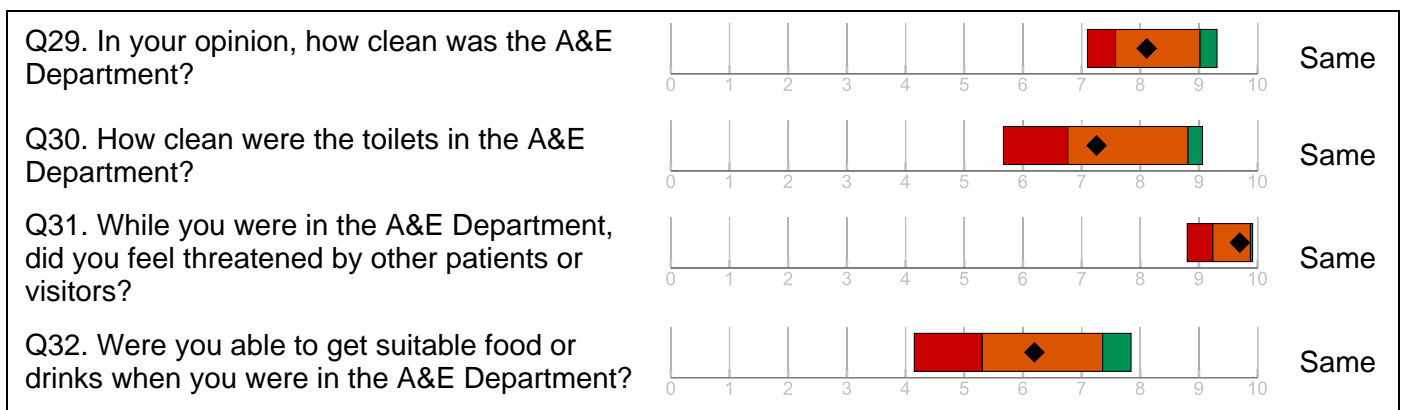 Q29. In your opinion, how clean was the A&E
Department?
Same
0 1 2 3 4 5 6 7 8 9 10
Q30. How clean were the toilets in the A&E
Department?
Same
0 1 2 3 4 5 6 7 8 9 10
Q31. While you were in the A&E Department,
did you feel threatened by other patients or
visitors?
Same
0 1 2 3 4 5 6 7 8 9 10
Q32. Were you able to get suitable food or
drinks when you were in the A&E Department?
Same
0 1 2 3 4 5 6 7 8 9 10